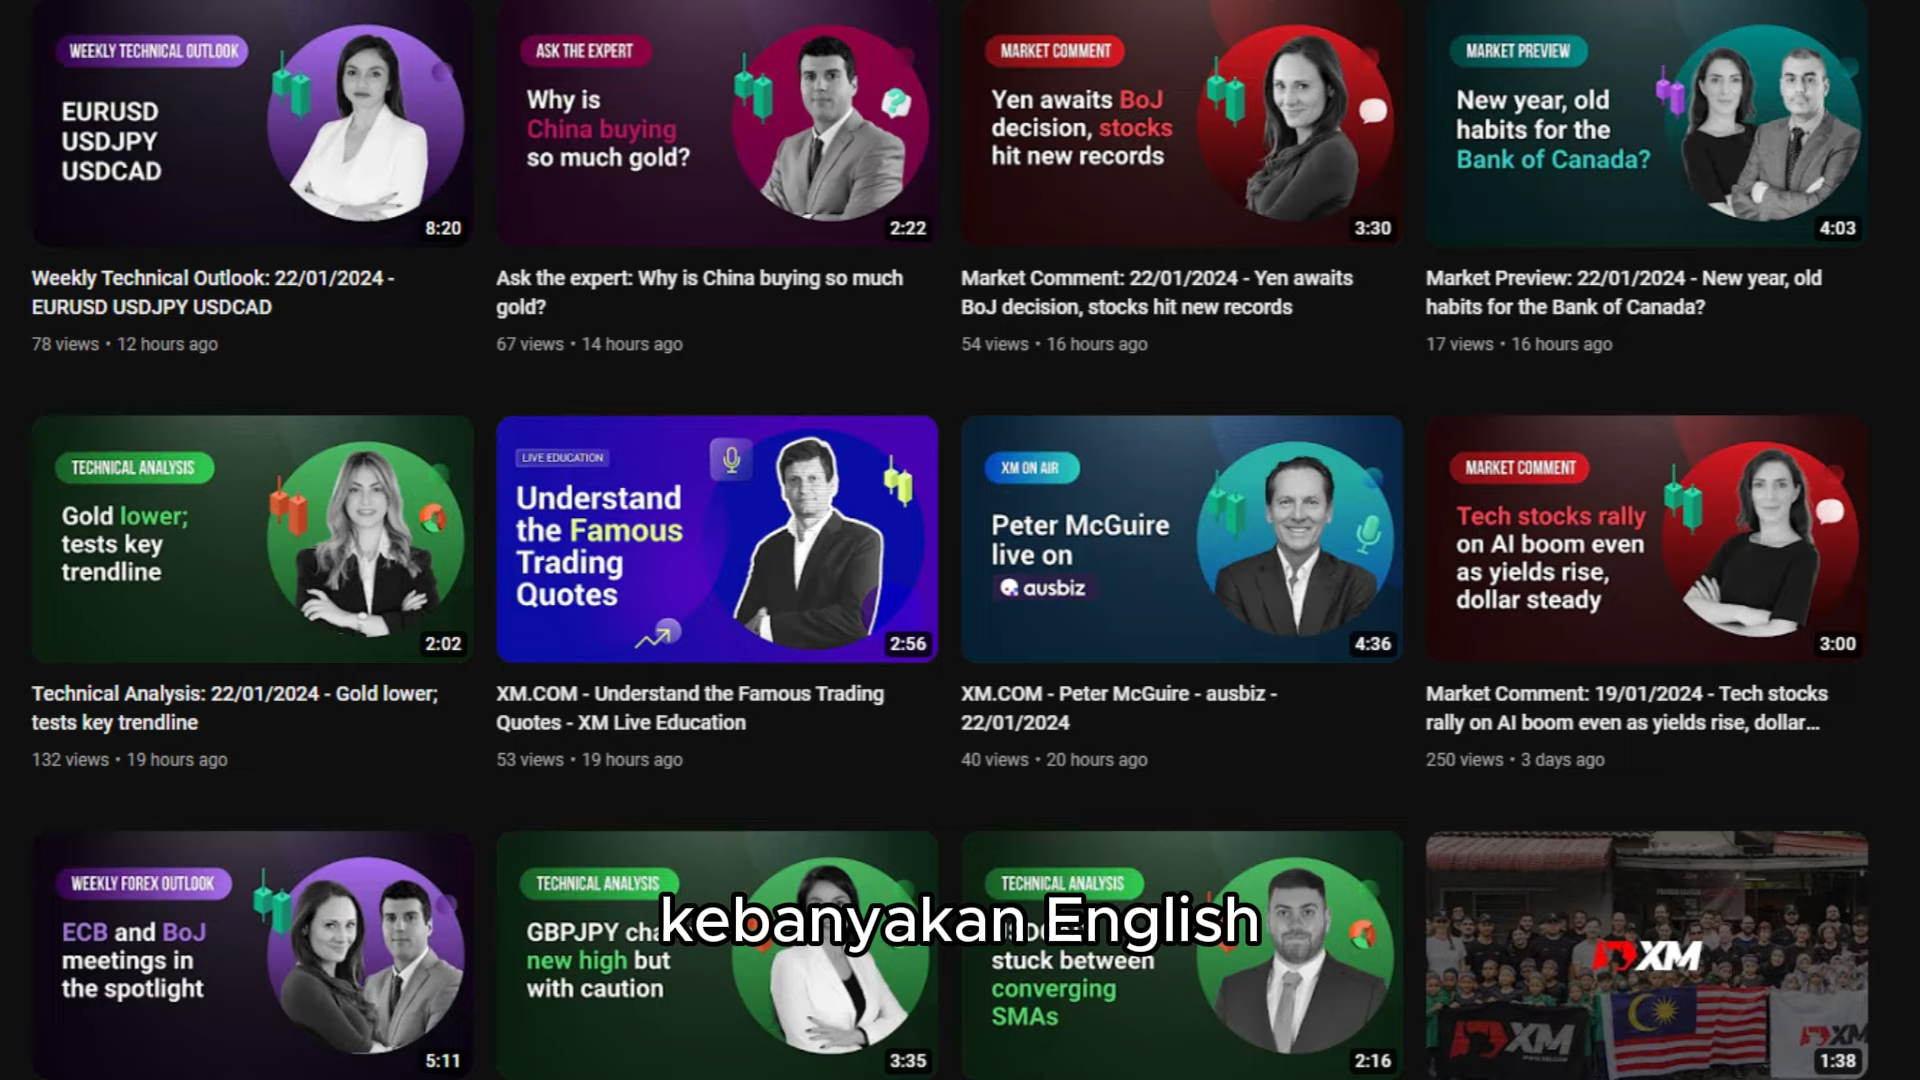 WEEKLY TECHNICAL OUTLOOK
EURUSD
USDJPY
USDCAD
8:20
Weekly Technical Outlook: 22/01/2024 -
EURUSD USDJPY USDCAD
78 views • 12 hours ago
ASK THE EXPERT
Why is
China buying
so much gold?
2:22
Ask the expert: Why is China buying so much
gold?
67 views • 14 hours ago
MARKET COMMENT
Yen awaits BoJ
decision, stocks
hit new records
3:30
Market Comment: 22/01/2024 - Yen awaits
BoJ decision, stocks hit new records
54 views • 16 hours ago
MARKET PREVIEW
New year, old
habits for the
Bank of Canada?
4:03
Market Preview: 22/01/2024 - New year, old
habits for the Bank of Canada?
17 views • 16 hours ago
TECHNICAL ANALYSIS
Gold lower;
tests key
trendline
2:02
Technical Analysis: 22/01/2024 - Gold lower;
tests key trendline
132 views • 19 hours ago
LIVE EDUCATION
Understand
the Famous
Trading
Quotes
2:56
XM.COM - Understand the Famous Trading
Quotes - XM Live Education
53 views • 19 hours ago
XM ON AIR
Peter McGuire
live on
ausbiz
4:36
XM.COM - Peter McGuire - ausbiz -
22/01/2024
40 views • 20 hours ago
MARKET COMMENT
Tech stocks rally
on AI boom even
as yields rise,
dollar steady
3:00
Market Comment: 19/01/2024 - Tech stocks
rally on AI boom even as yields rise, dollar...
250 views • 3 days ago
WEEKLY FOREX OUTLOOK
ECB and BoJ
meetings in
the spotlight
5:11
TECHNICAL ANALYSIS
GBPJPY
new high but
with caution
3:35
TECHNICAL ANALYSIS
stuck between
converging
SMAs
2:16
XM
XM
WWW.XM.COM
XM
1:38
kebanyakan English